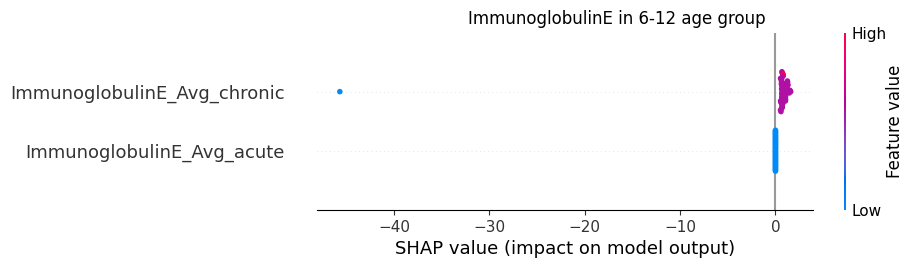 ImmunoglobulinE in 6-12 age group
High
ImmunoglobulinE_Avg_chronic
ImmunoglobulinE_Avg_acute
Feature value
Low
−40 −30 −20 −10 0
SHAP value (impact on model output)